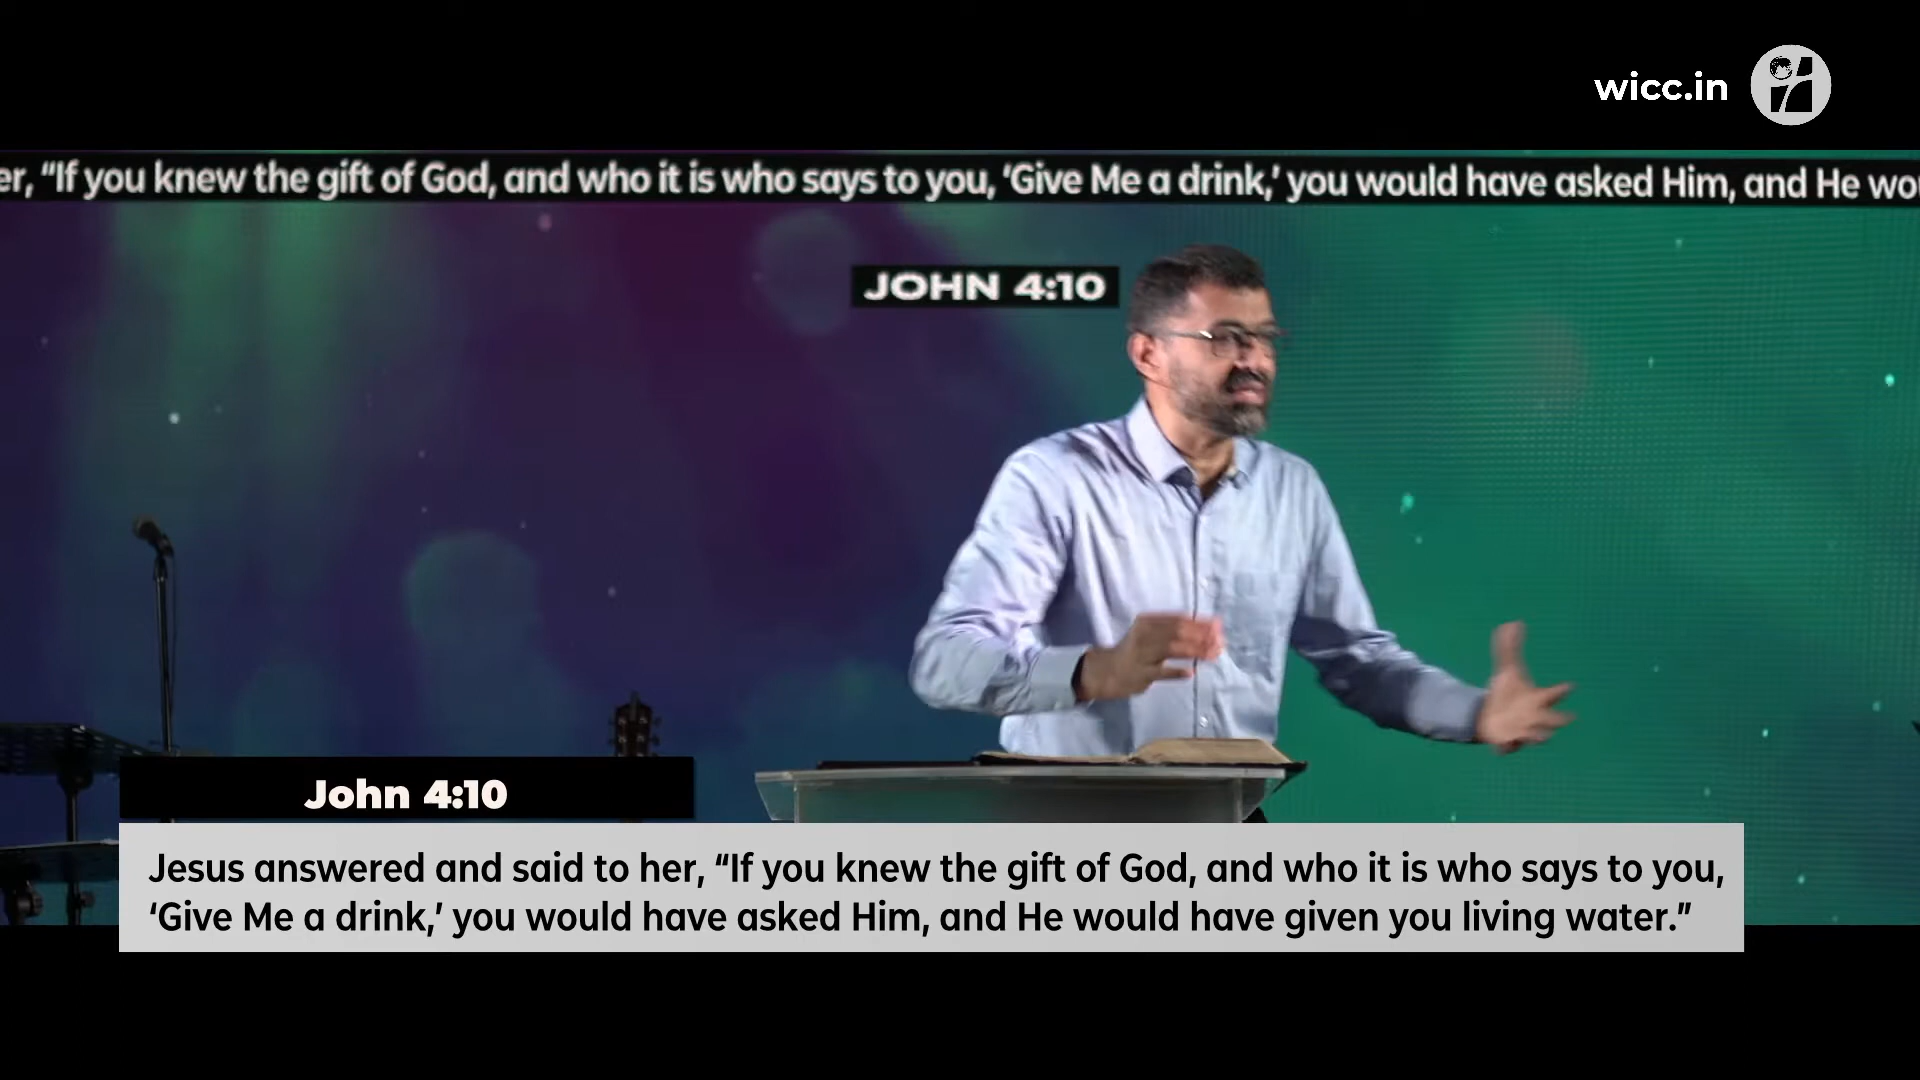 wicc.in
er, “If you knew the gift of God, and who it is who says to you, ‘Give Me a drink,’ you would have asked Him, and He wo
JOHN 4:10
John 4:10
Jesus answered and said to her, “If you knew the gift of God, and who it is who says to you,
‘Give Me a drink,’ you would have asked Him, and He would have given you living water.”